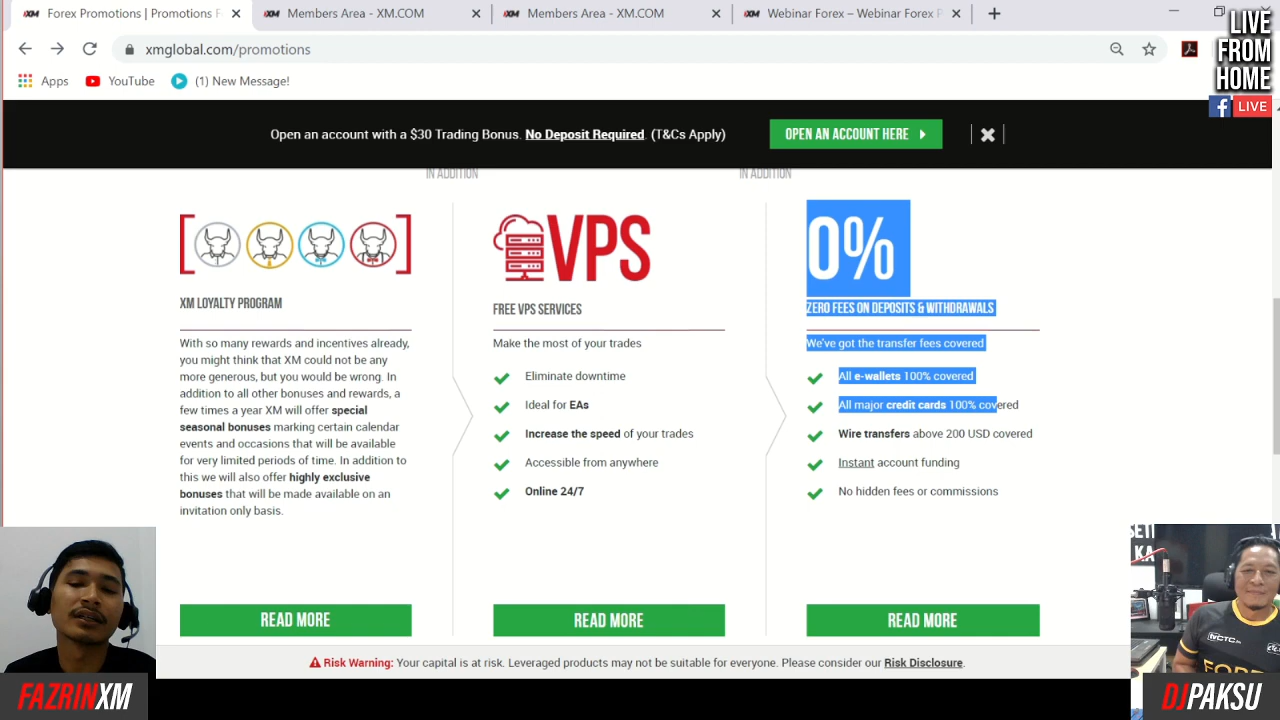 Forex Promotions | Promotions F
Members Area - XM.COM
Members Area - XM.COM
Webinar Forex – Webinar Forex P
xmglobal.com/promotions
Apps
YouTube
(1) New Message!
LIVE
FROM
HOME
LIVE
Open an account with a $30 Trading Bonus. No Deposit Required. (T&Cs Apply)
OPEN AN ACCOUNT HERE
IN ADDITION
IN ADDITION
XM LOYALTY PROGRAM
With so many rewards and incentives already,
you might think that XM could not be any
more generous, but you would be wrong. In
addition to all other bonuses and rewards, a
few times a year XM will offer special
seasonal bonuses marking certain calendar
events and occasions that will be available
for very limited periods of time. In addition to
this we will also offer highly exclusive
bonuses that will be made available on an
invitation only basis.
READ MORE
VPS
FREE VPS SERVICES
Make the most of your trades
Eliminate downtime
Ideal for EAs
Increase the speed of your trades
Accessible from anywhere
Online 24/7
READ MORE
0%
ZERO FEES ON DEPOSITS & WITHDRAWALS
We've got the transfer fees covered
All e-wallets 100% covered
All major credit cards 100% covered
Wire transfers above 200 USD covered
Instant account funding
No hidden fees or commissions
READ MORE
Risk Warning: Your capital is at risk. Leveraged products may not be suitable for everyone. Please consider our Risk Disclosure.
FAZRINXM
DJPAKSU